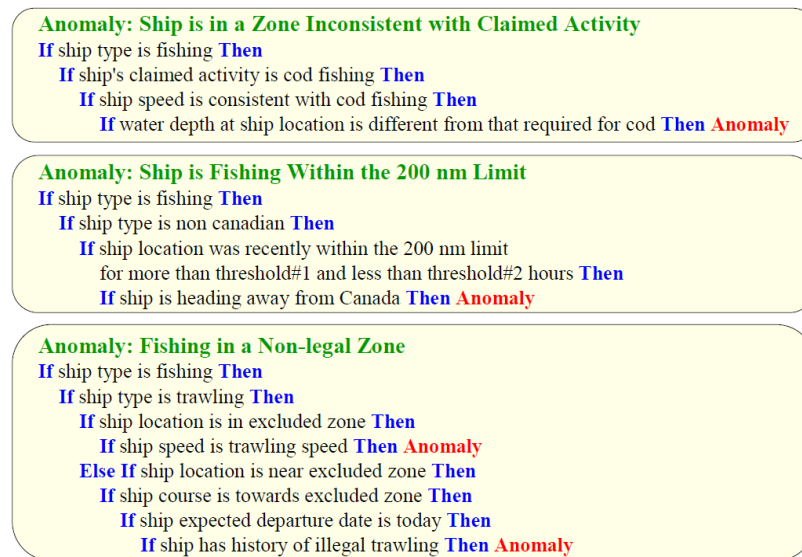 Anomaly: Ship is in a Zone Inconsistent with Claimed Activity
If ship type is fishing Then
If ship's claimed activity is cod fishing Then
If ship speed is consistent with cod fishing Then
If water depth at ship location is different from that required for cod Then Anomaly
Anomaly: Ship is Fishing Within the 200 nm Limit
If ship type is fishing Then
If ship type is non canadian Then
If ship location was recently within the 200 nm limit
for more than threshold#1 and less than threshold#2 hours Then
If ship is heading away from Canada Then Anomaly
Anomaly: Fishing in a Non-legal Zone
If ship type is fishing Then
If ship type is trawling Then
If ship location is in excluded zone Then
If ship speed is trawling speed Then Anomaly
Else If ship location is near excluded zone Then
If ship course is towards excluded zone Then
If ship expected departure date is today Then
If ship has history of illegal trawling Then Anomaly